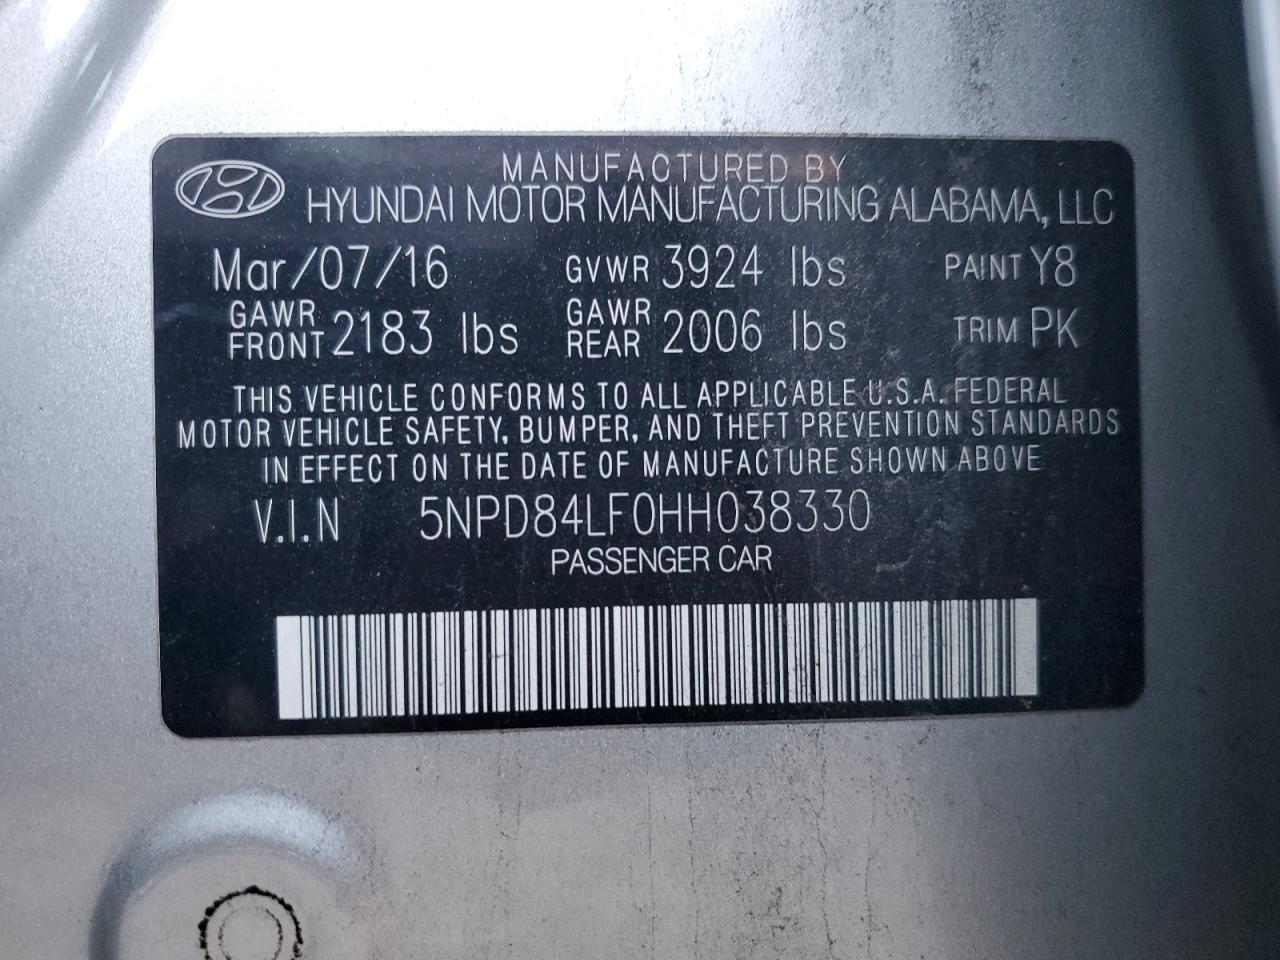 MANUFACTURED BY
HYUNDAI MOTOR MANUFACTURING ALABAMA, LLC
Mar/07/16 GVWR 3924 lbs PAINT Y8
GAWR FRONT 2183 lbs GAWR REAR 2006 lbs TRIM PK
THIS VEHICLE CONFORMS TO ALL APPLICABLE U.S.A. FEDERAL
MOTOR VEHICLE SAFETY, BUMPER, AND THEFT PREVENTION STANDARDS
IN EFFECT ON THE DATE OF MANUFACTURE SHOWN ABOVE
V.I.N 5NPD84LF0HH038330
PASSENGER CAR